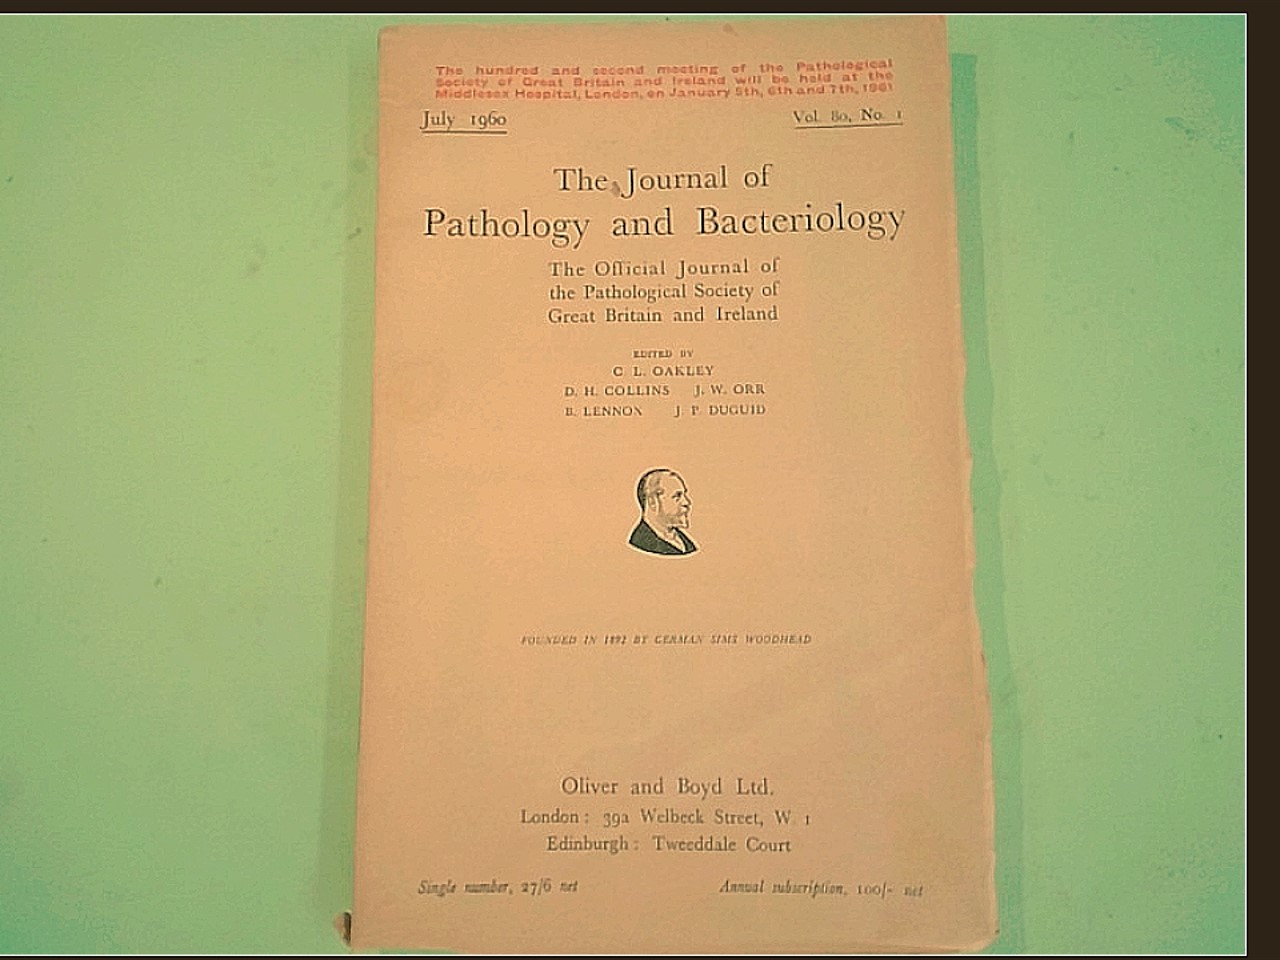 The hundred and second meeting of the Pathological
Society of Great Britain and Ireland will be held at the
Middlesex Hospital, London, on January 5th, 6th and 7th, 1961
July 1960
Vol. 80, No. 1
The Journal of
Pathology and Bacteriology
The Official Journal of
the Pathological Society of
Great Britain and Ireland
EDITED BY
C. L. OAKLEY
D. H. COLLINS J. W. ORR
B. LENNOX J. P. DUGUID
FOUNDED IN 1892 BY GERMAN SIMS WOODHEAD
Oliver and Boyd Ltd.
London: 39a Welbeck Street, W. 1
Edinburgh: Tweeddale Court
Single number, 27/6 net
Annual subscription, 100/- net